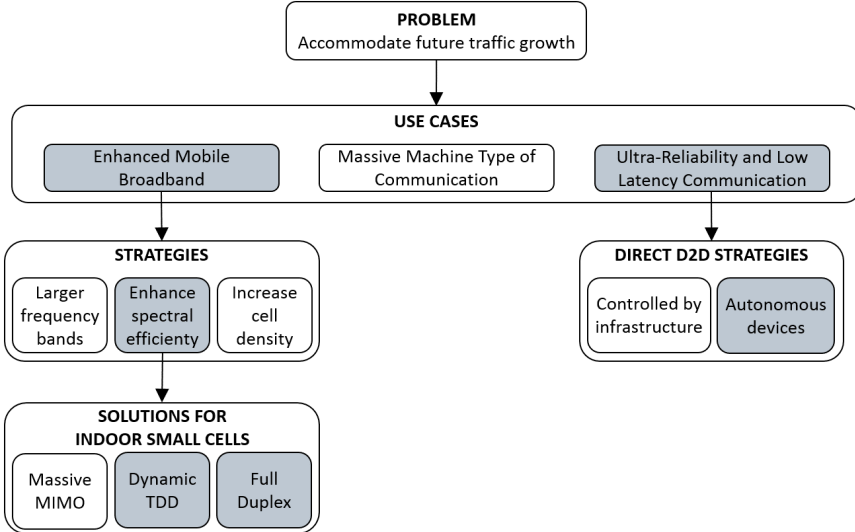 PROBLEM
Accommodate future traffic growth
USE CASES
Enhanced Mobile
Broadband
Massive Machine Type of
Communication
Ultra-Reliability and Low
Latency Communication
STRATEGIES
Larger
frequency
bands
Enhance
spectral
efficienty
Increase
cell
density
DIRECT D2D STRATEGIES
Controlled by
infrastructure
Autonomous
devices
SOLUTIONS FOR
INDOOR SMALL CELLS
Massive
MIMO
Dynamic
TDD
Full
Duplex